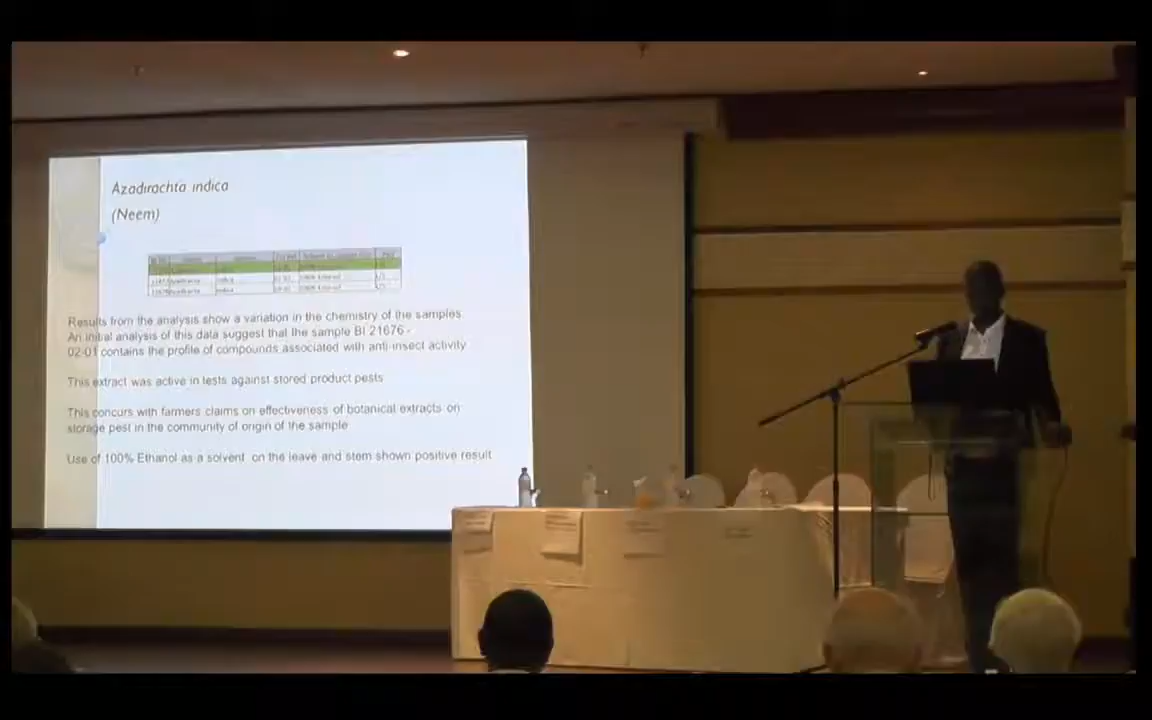 Azadirachta indica
(Neem)
Results from the analysis show a variation in the chemistry of the samples
An initial analysis of this data suggest that the sample BI 21676 -
02-01 contains the profile of compounds associated with anti-insect activity
This extract was active in tests against stored product pests
This concurs with farmers claims on effectiveness of botanical extracts on
storage pest in the community of origin of the sample
Use of 100% Ethanol as a solvent on the leave and stem shown positive result